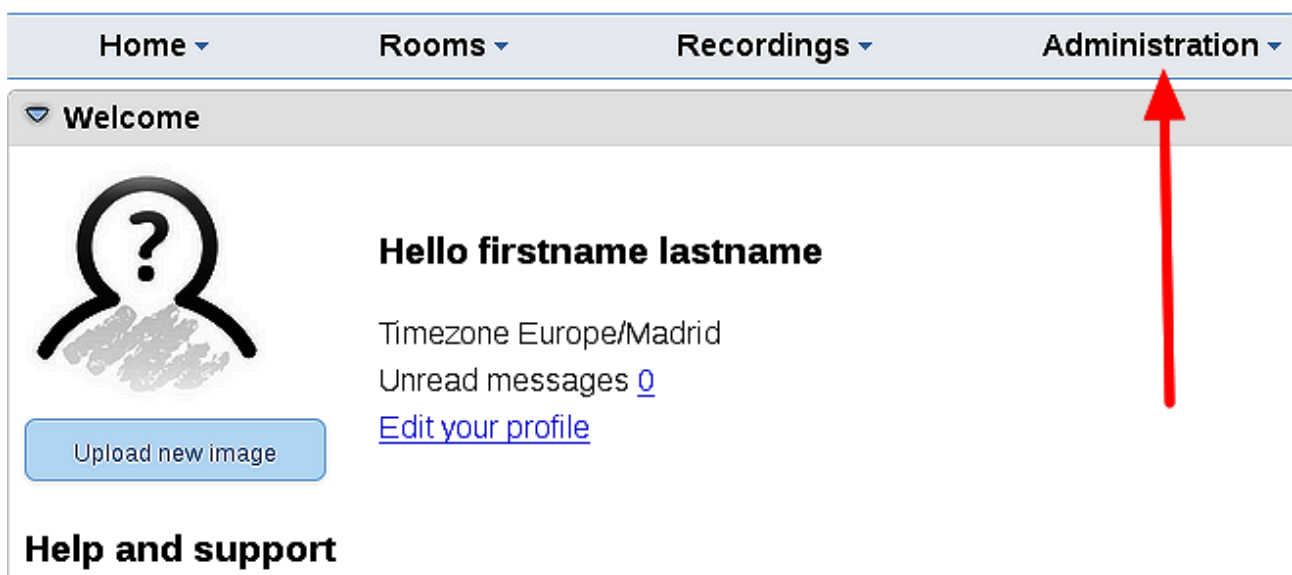 Home Rooms Recordings Administration
Welcome
?
Hello firstname lastname
Timezone Europe/Madrid
Unread messages 0
Edit your profile
Upload new image
Help and support